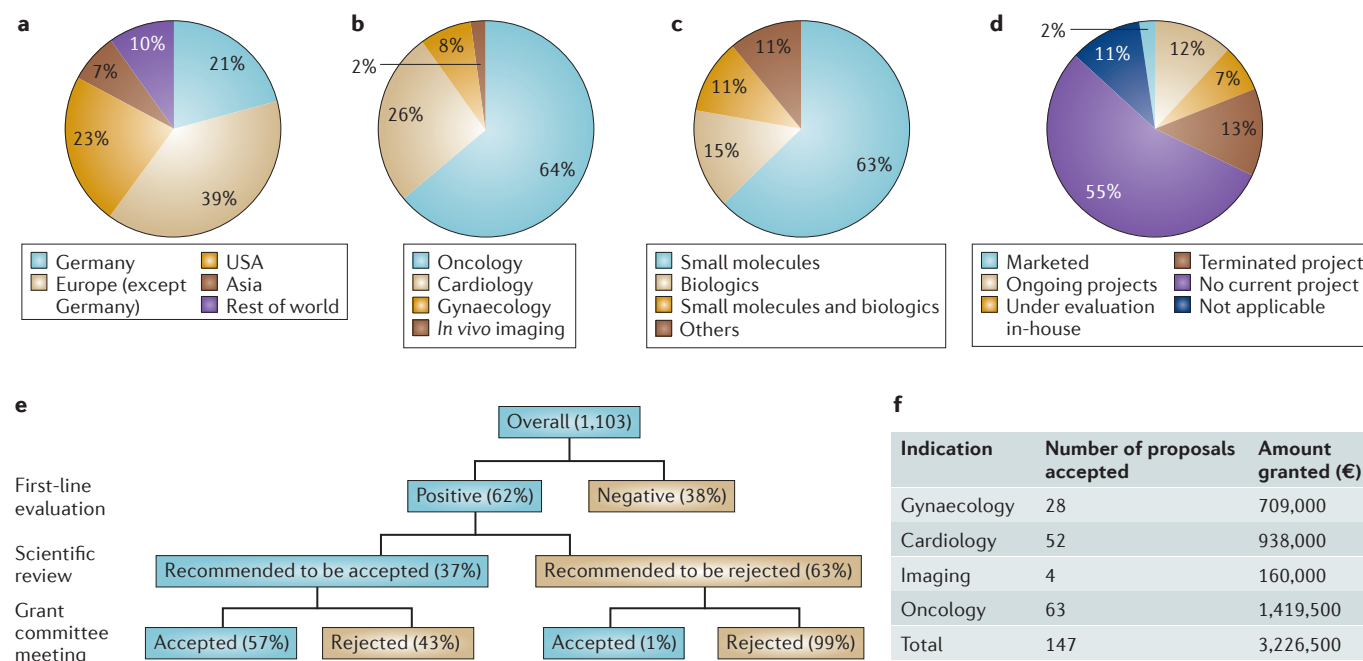 a
10%
21%
7%
23%
39%
Germany
Europe (except
Germany)
USA
Asia
Rest of world
b
8%
2%
26%
64%
Oncology
Cardiology
Gynaecology
In vivo imaging
c
11%
11%
15%
63%
Small molecules
Biologics
Small molecules and biologics
Others
d
2%
12%
11%
7%
13%
55%
Marketed
Ongoing projects
Under evaluation
in-house
Terminated project
No current project
Not applicable
e
Overall (1,103)
First-line
evaluation
Positive (62%)
Negative (38%)
Scientific
review
Recommended to be accepted (37%)
Recommended to be rejected (63%)
Grant
committee
meeting
Accepted (57%)
Rejected (43%)
Accepted (1%)
Rejected (99%)
f
Indication
Number of proposals
accepted
Amount
granted (€)
Gynaecology 28 709,000
Cardiology 52 938,000
Imaging 4 160,000
Oncology 63 1,419,500
Total 147 3,226,500